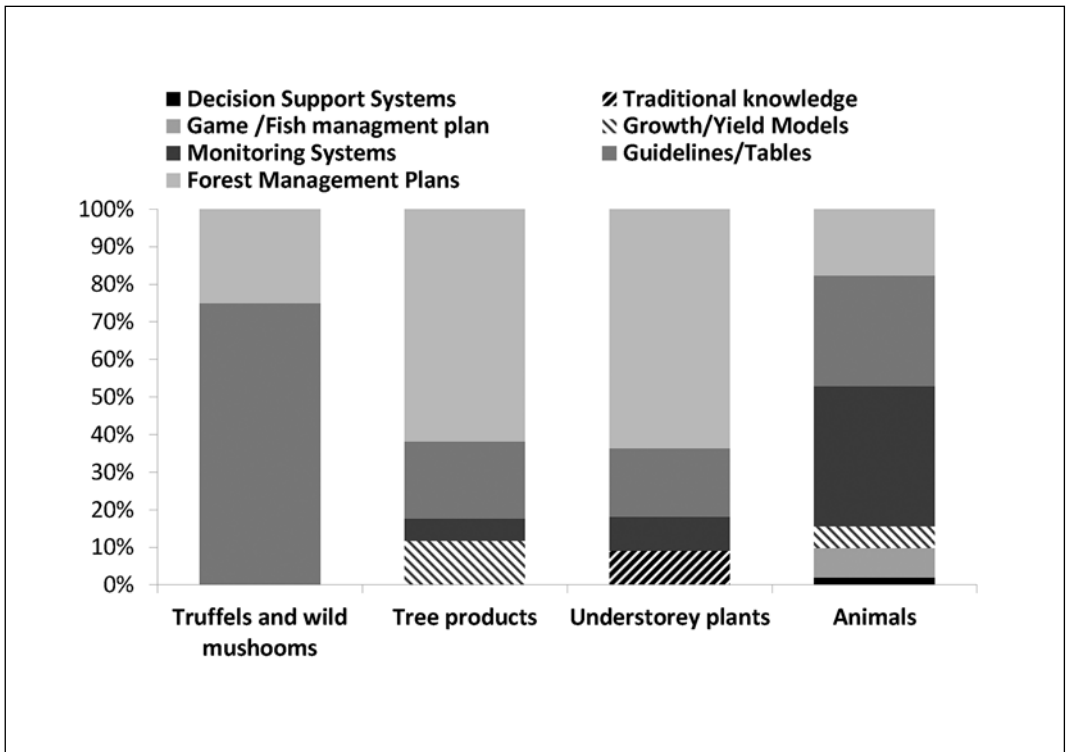 Decision Support Systems
Traditional knowledge
Game /Fish managment plan
Growth/Yield Models
Monitoring Systems
Guidelines/Tables
Forest Management Plans
100%
90%
80%
70%
60%
50%
40%
30%
20%
10%
0%
Truffels and wild
mushooms
Tree products
Understorey plants
Animals